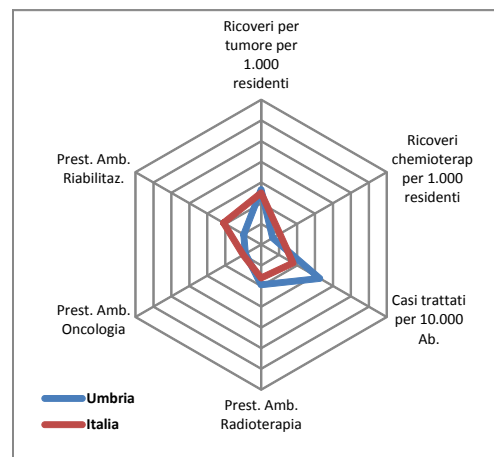 Ricoveri per
tumore per
1.000
residenti
Ricoveri
chemioterap
per 1.000
residenti
Casi trattati
per 10.000
Ab.
Prest. Amb.
Radioterapia
Prest. Amb.
Oncologia
Prest. Amb.
Riabilitaz.
Umbria
Italia